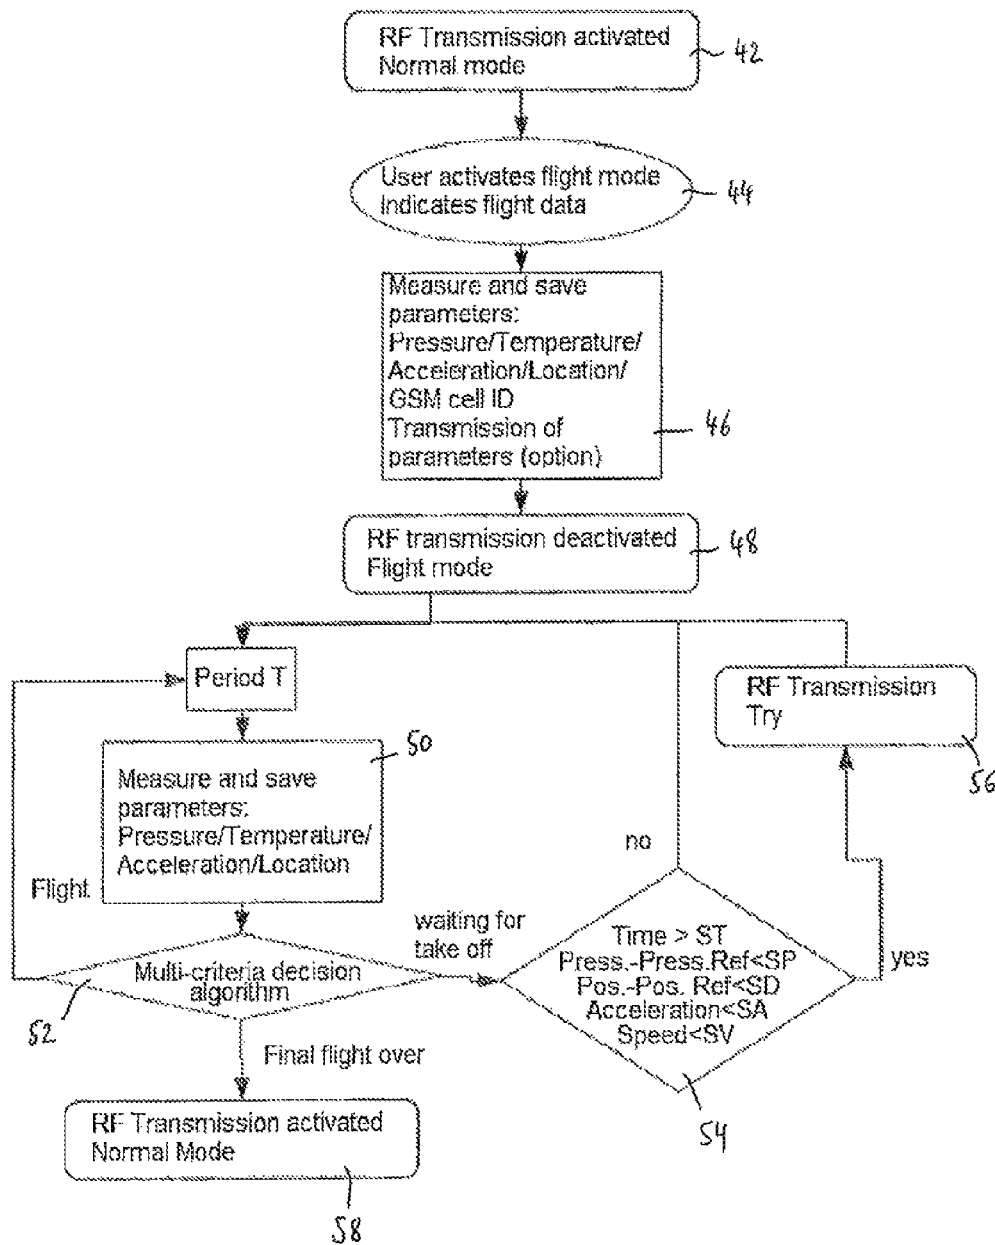 RF Transmission activated
Normal mode
42
User activates flight mode
Indicates flight data
44
Measure and save
parameters:
Pressure/Temperature/
Acceleration/Location/
GSM cell ID
Transmission of
parameters (option)
46
RF transmission deactivated
Flight mode
48
Period T
RF Transmission
Try
56
50
Measure and save
parameters:
Pressure/Temperature/
Acceleration/Location
Flight
no
waiting for
take off
Multi-criteria decision
algorithm
52
Time > ST
Press.-Press.Ref<SP
Pos.-Pos. Ref<SD
Acceleration<SA
Speed<SV
yes
54
Final flight over
RF Transmission activated
Normal Mode
58